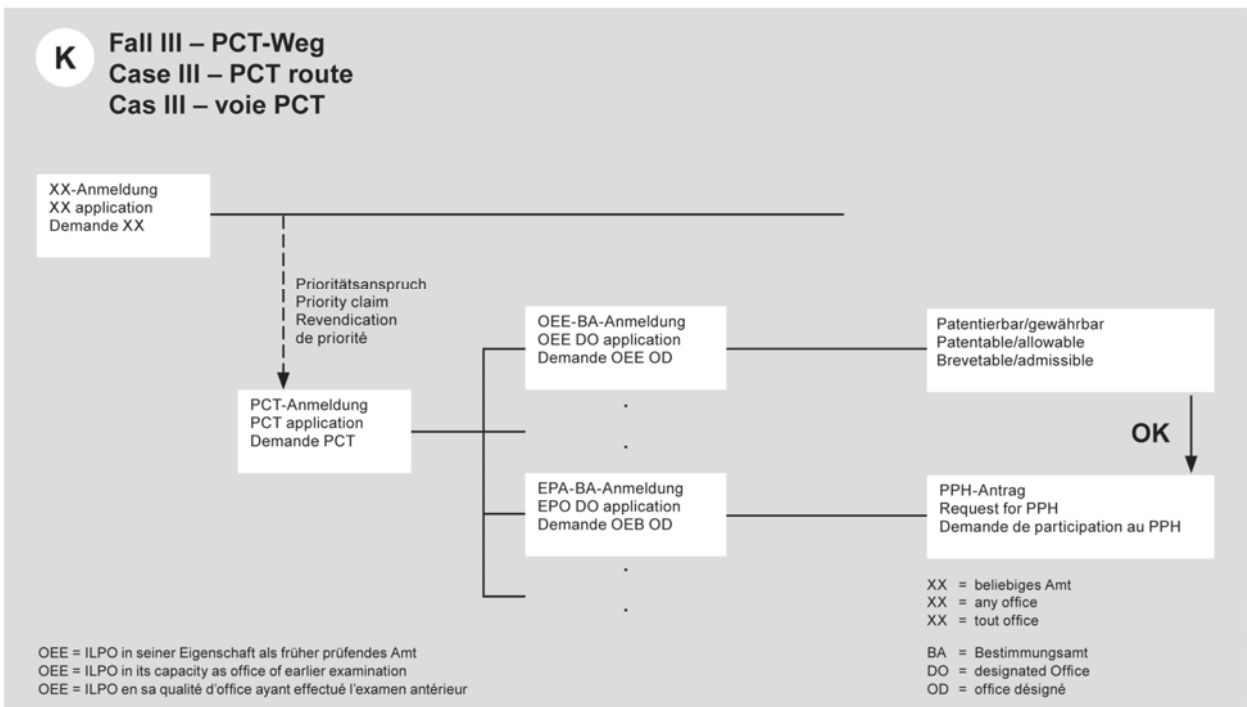 K
Fall III – PCT-Weg
Case III – PCT route
Cas III – voie PCT
XX-Anmeldung
XX application
Demande XX
Prioritätsanspruch
Priority claim
Revendication
de priorité
PCT-Anmeldung
PCT application
Demande PCT
OEE-BA-Anmeldung
OEE DO application
Demande OEE OD
Patentierbar/gewährbar
Patentable/allowable
Brevetable/admissible
OK
EPA-BA-Anmeldung
EPO DO application
Demande OEB OD
PPH-Antrag
Request for PPH
Demande de participation au PPH
XX = beliebiges Amt
XX = any office
XX = tout office
BA = Bestimmungsamt
DO = designated Office
OD = office désigné
OEE = ILPO in seiner Eigenschaft als früher prüfendes Amt
OEE = ILPO in its capacity as office of earlier examination
OEE = ILPO en sa qualité d'office ayant effectué l'examen antérieur